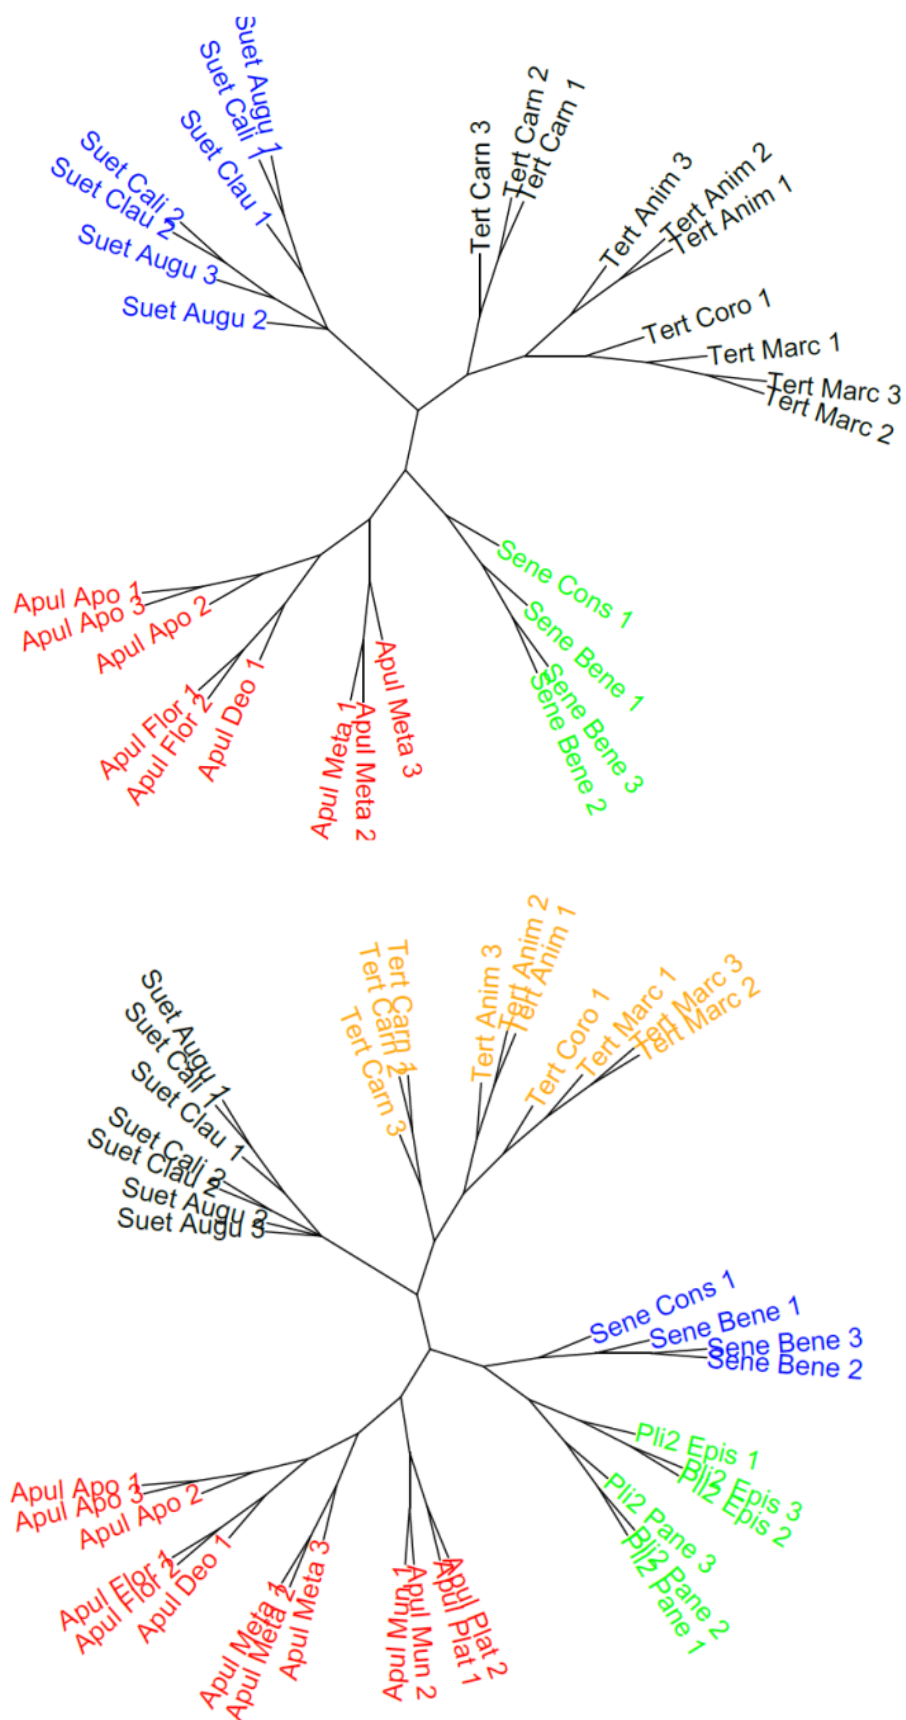 Suet Augu 1
Suet Cali 1
Suet Clau 1
Suet Cali 2
Suet Clau 2
Suet Augu 3
Suet Augu 2
Tert Carn 3
Tert Carn 2
Tert Carn 1
Tert Anim 3
Tert Anim 2
Tert Anim 1
Tert Coro 1
Tert Marc 1
Tert Marc 3
Tert Marc 2
Sene Cons 1
Sene Bene 1
Sene Bene 3
Sene Bene 2
Apul Apo 1
Apul Apo 3
Apul Apo 2
Apul Flor 1
Apul Flor 2
Apul Deo 1
Apul Meta 1
Apul Meta 2
Apul Meta 3
Suet Augu 1
Suet Cali 1
Suet Clau 1
Suet Cali 2
Suet Clau 2
Suet Augu 2
Suet Augu 3
Tert Carn 1
Tert Carn 2
Tert Carn 3
Tert Anim 3
Tert Anim 2
Tert Anim 1
Tert Coro 1
Tert Marc 1
Tert Marc 3
Tert Marc 2
Sene Cons 1
Sene Bene 1
Sene Bene 3
Sene Bene 2
Pli2 Epis 1
Pli2 Epis 3
Pli2 Epis 2
Pli2 Pane 3
Pli2 Pane 2
Pli2 Pane 1
Apul Apo 1
Apul Apo 3
Apul Apo 2
Apul Flor 1
Apul Flor 2
Apul Deo 1
Apul Meta 1
Apul Meta 2
Apul Meta 3
Apul Mun 1
Apul Mun 2
Apul Plat 1
Apul Plat 2